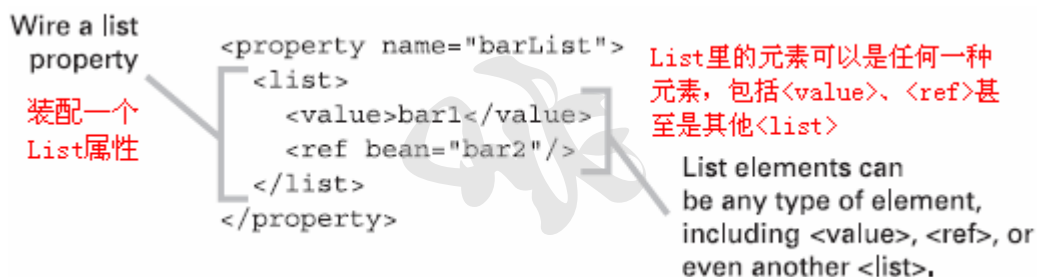 Wire a list
property
装配一个
List属性
<property name="barList">
<list>
<value>bar1</value>
<ref bean="bar2"/>
</list>
</property>
List里的元素可以是任何一种
元素，包括<value>、<ref>甚
至是其他<list>
List elements can
be any type of element,
including <value>, <ref>, or
even another <list>.